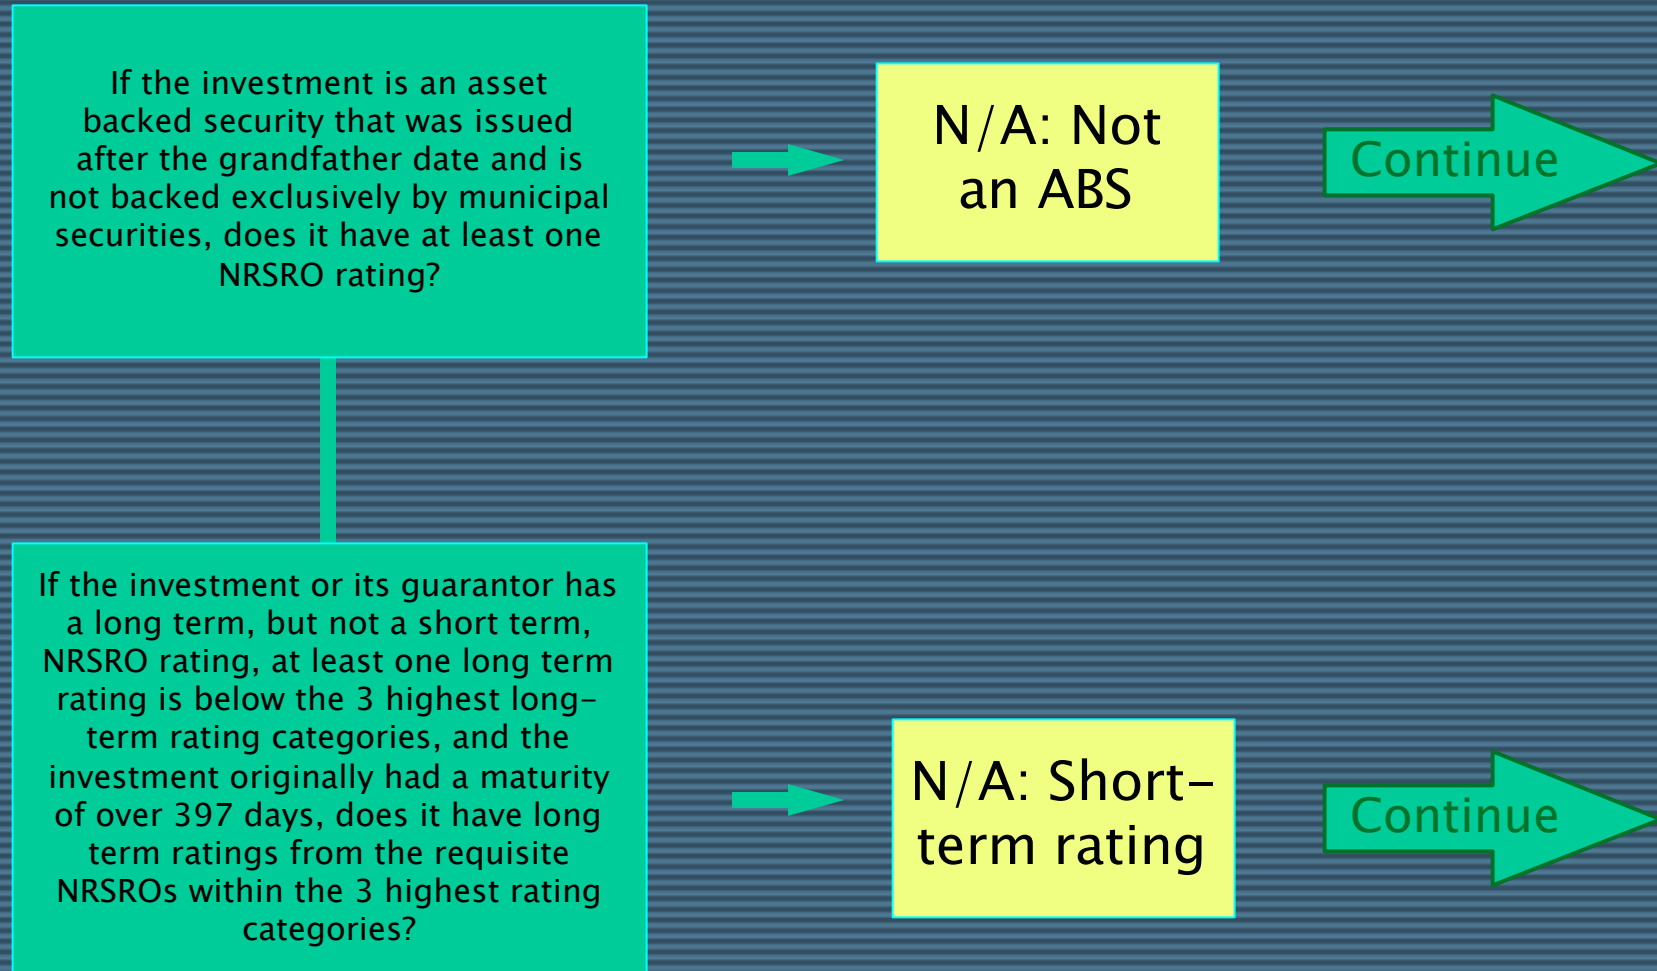 If the investment is an asset
backed security that was issued
after the grandfather date and is
not backed exclusively by municipal
securities, does it have at least one
NRSRO rating?
N/A: Not
an ABS
Continue
If the investment or its guarantor has
a long term, but not a short term,
NRSRO rating, at least one long term
rating is below the 3 highest long-
term rating categories, and the
investment originally had a maturity
of over 397 days, does it have long
term ratings from the requisite
NRSROs within the 3 highest rating
categories?
N/A: Short-
term rating
Continue